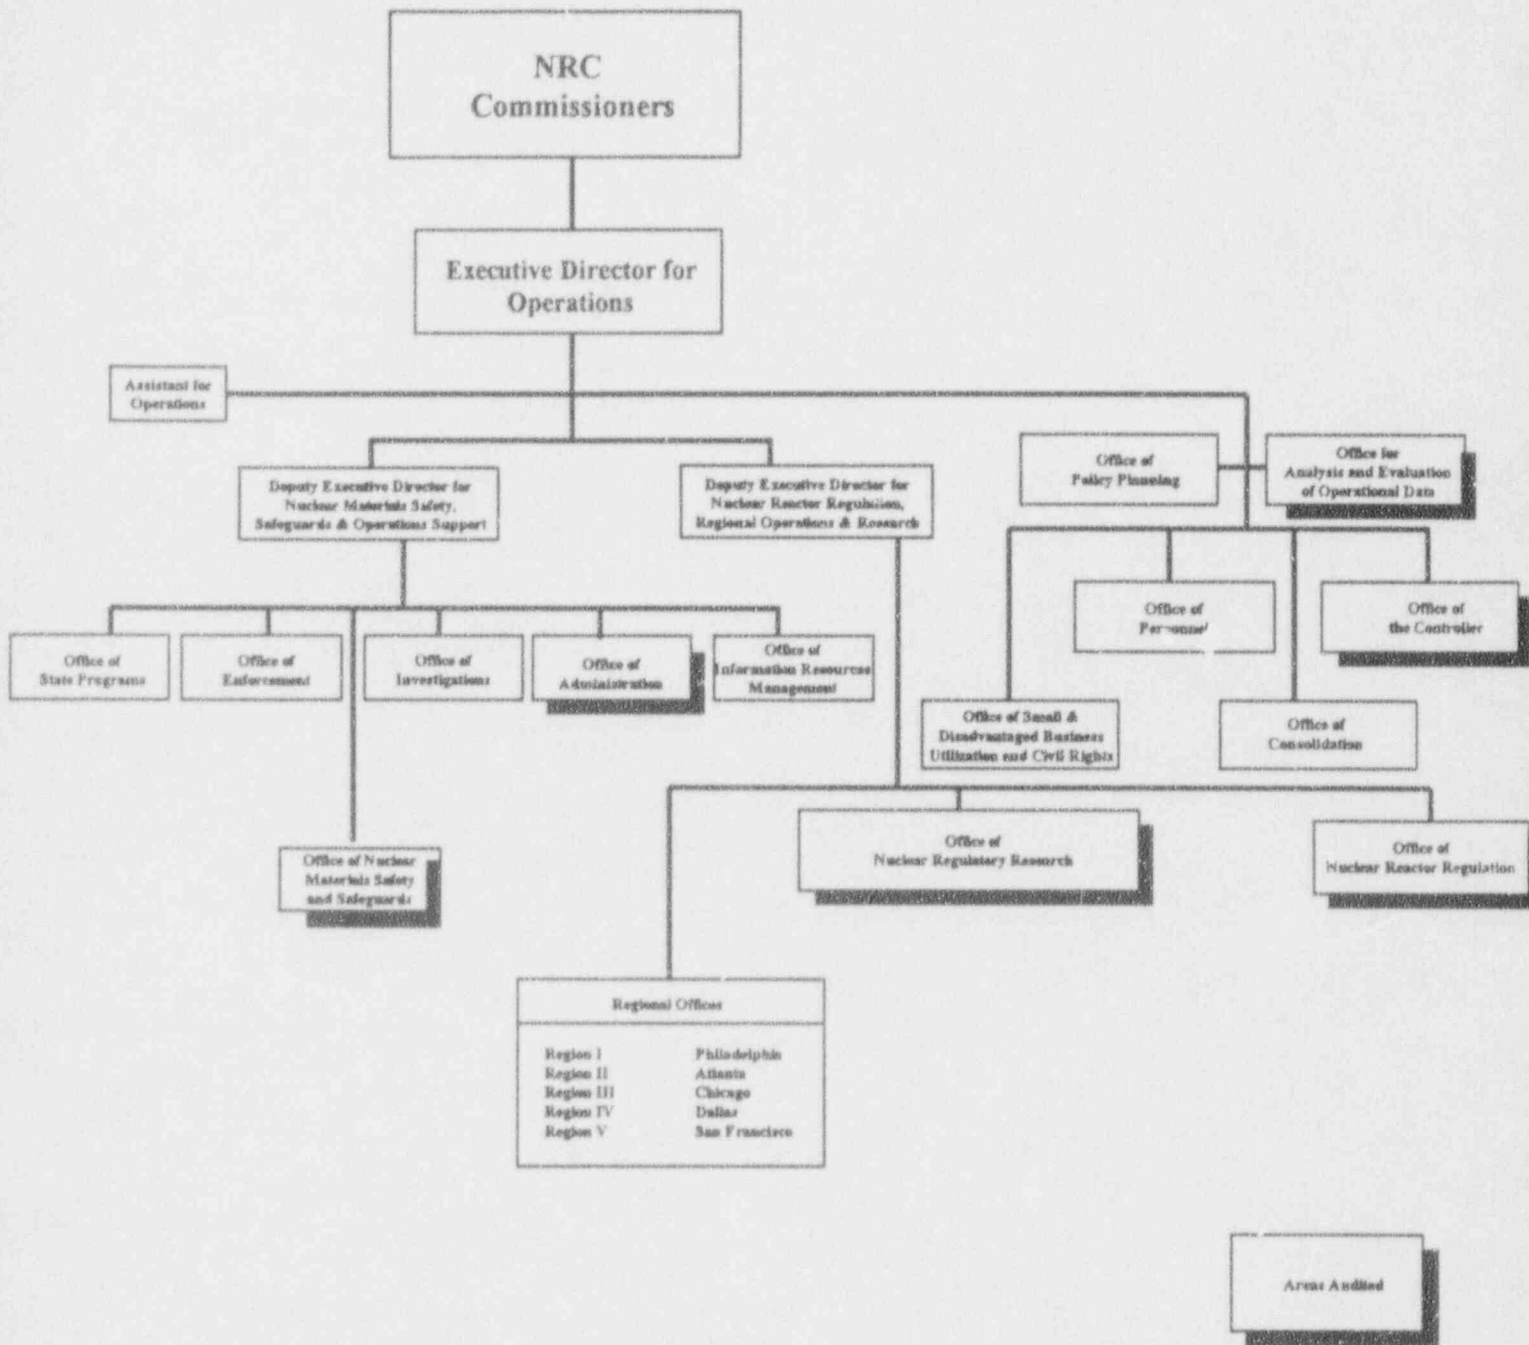 NRC
Commissioners
Executive Director for
Operations
Assistant for
Operations
Deputy Executive Director for
Nuclear Materials Safety,
Safeguards & Operations Support
Deputy Executive Director for
Nuclear Reactor Regulation,
Regional Operations & Research
Office of
Policy Planning
Office for
Analysis and Evaluation
of Operational Data
Office of
Personnel
Office of
the Controller
Office of
State Programs
Office of
Enforcement
Office of
Investigations
Office of
Administration
Office of
Information Resources
Management
Office of Small &
Disadvantaged Business
Utilization and Civil Rights
Office of
Consolidation
Office of Nuclear
Materials Safety
and Safeguards
Office of
Nuclear Regulatory Research
Office of
Nuclear Reactor Regulation
Regional Offices
Region I Philadelphia
Region II Atlanta
Region III Chicago
Region IV Dallas
Region V San Francisco
Areas Audited